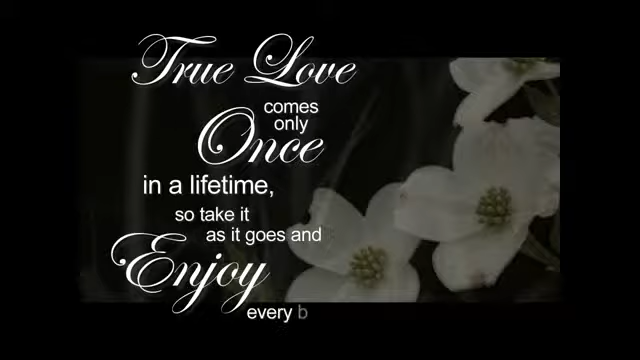 True Love
comes
only
Once
in a lifetime,
so take it
as it goes and
Enjoy
every b